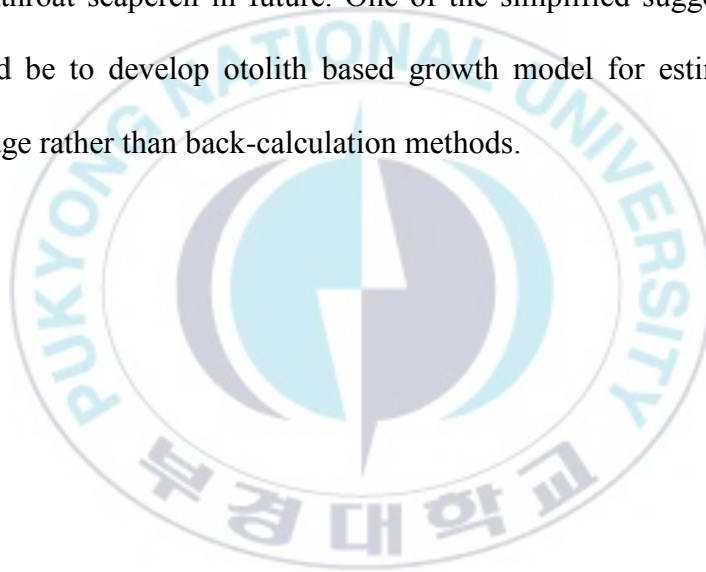 throat seaperch in future. One of the simplified sugge
d be to develop otolith based growth model for estir
ge rather than back-calculation methods.
PUKYONG NATIONAL UNIVERSITY
부경대학교